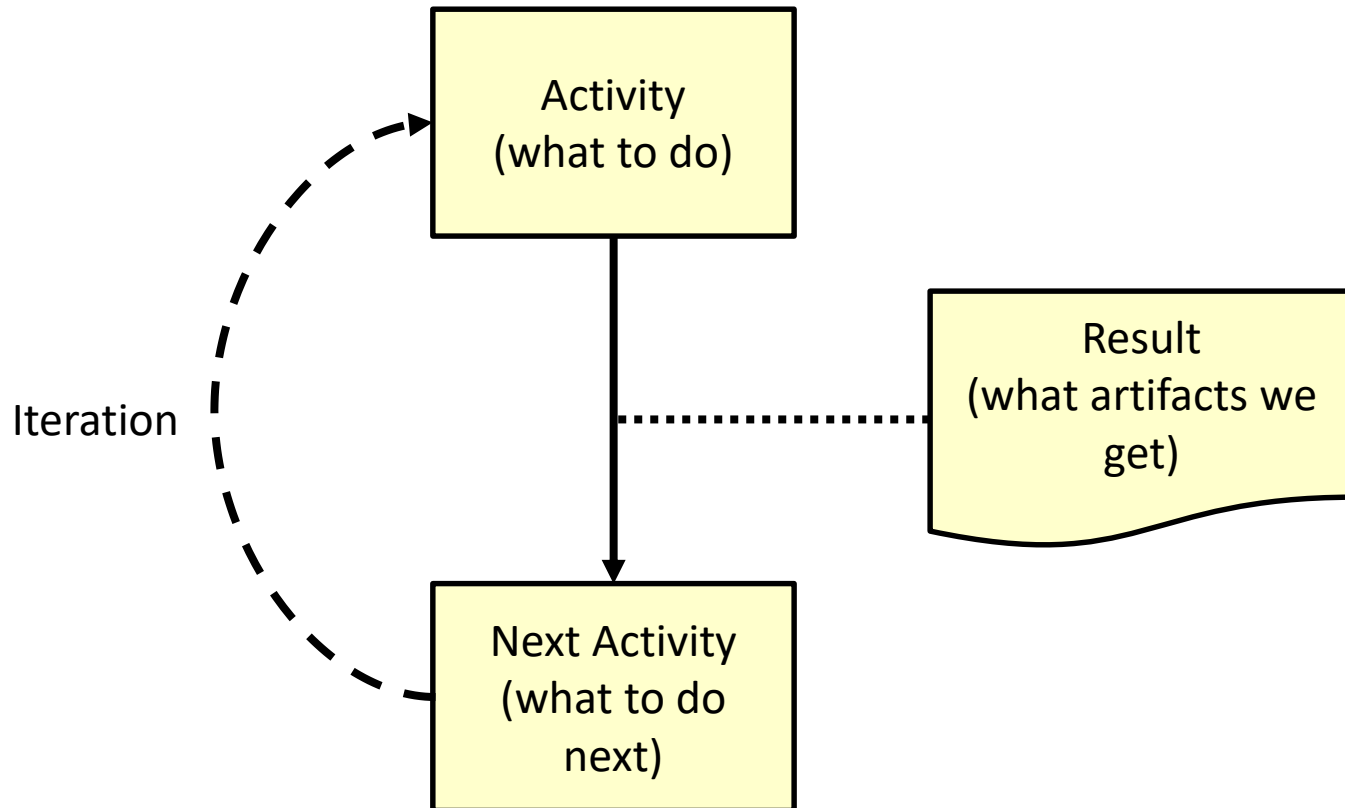 Activity
(what to do)
Result
(what artifacts we
get)
Iteration
Next Activity
(what to do
next)